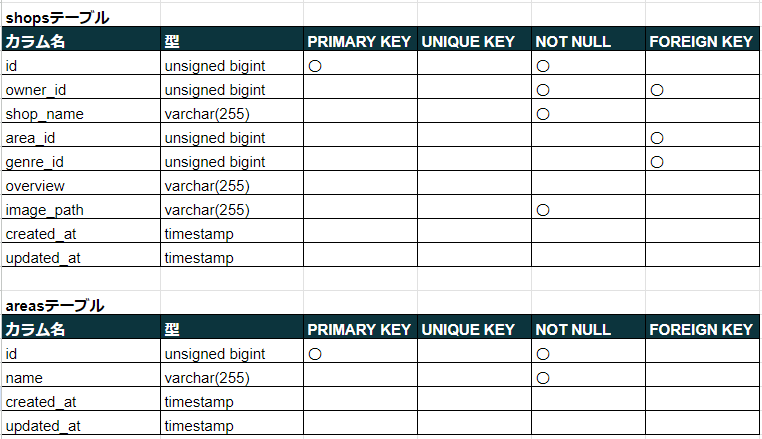 shopsテーブル
カラム名 型 PRIMARY KEY UNIQUE KEY NOT NULL FOREIGN KEY
id unsigned bigint ○ ○
owner_id unsigned bigint ○ ○
shop_name varchar(255) ○
area_id unsigned bigint ○
genre_id unsigned bigint ○
overview varchar(255)
image_path varchar(255) ○
created_at timestamp
updated_at timestamp
areasテーブル
カラム名 型 PRIMARY KEY UNIQUE KEY NOT NULL FOREIGN KEY
id unsigned bigint ○ ○
name varchar(255) ○
created_at timestamp
updated_at timestamp